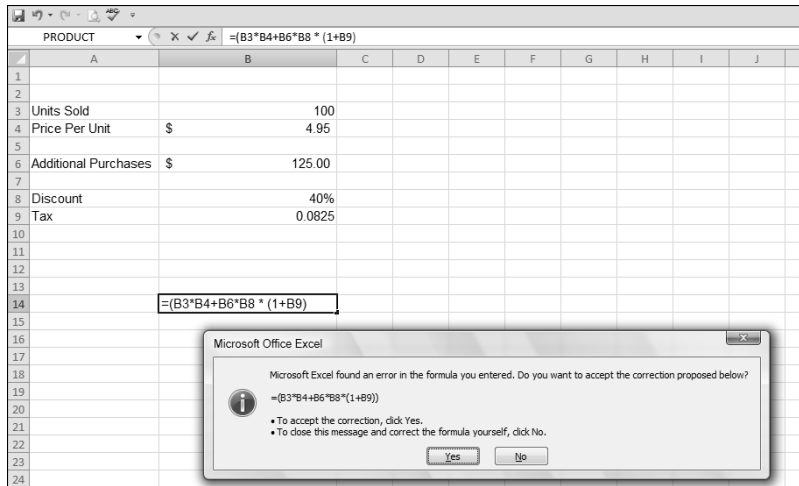 ABC
PRODUCT fx =(B3*B4+B6*B8 * (1+B9)
A B C D E F G H I J
1
2
3 Units Sold 100
4 Price Per Unit $ 4.95
5
6 Additional Purchases $ 125.00
7
8 Discount 40%
9 Tax 0.0825
10
11
12
13
14 =(B3*B4+B6*B8 * (1+B9)
15
16 Microsoft Office Excel x
17
18 Microsoft Excel found an error in the formula you entered. Do you want to accept the correction proposed below?
19 =(B3*B4+B6*B8*(1+B9))
20 • To accept the correction, click Yes.
21 • To close this message and correct the formula yourself, click No.
22 Yes No
23
24